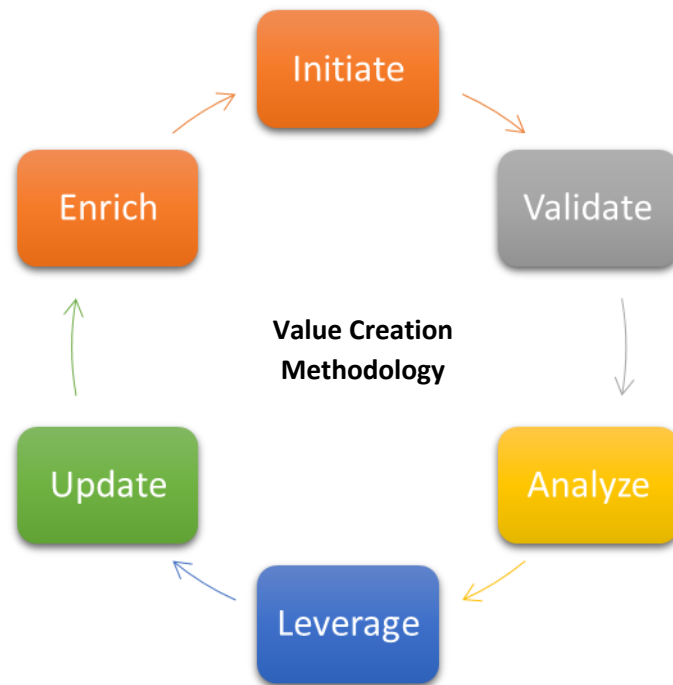 Initiate
Enrich
Validate
Value Creation
Methodology
Update
Analyze
Leverage